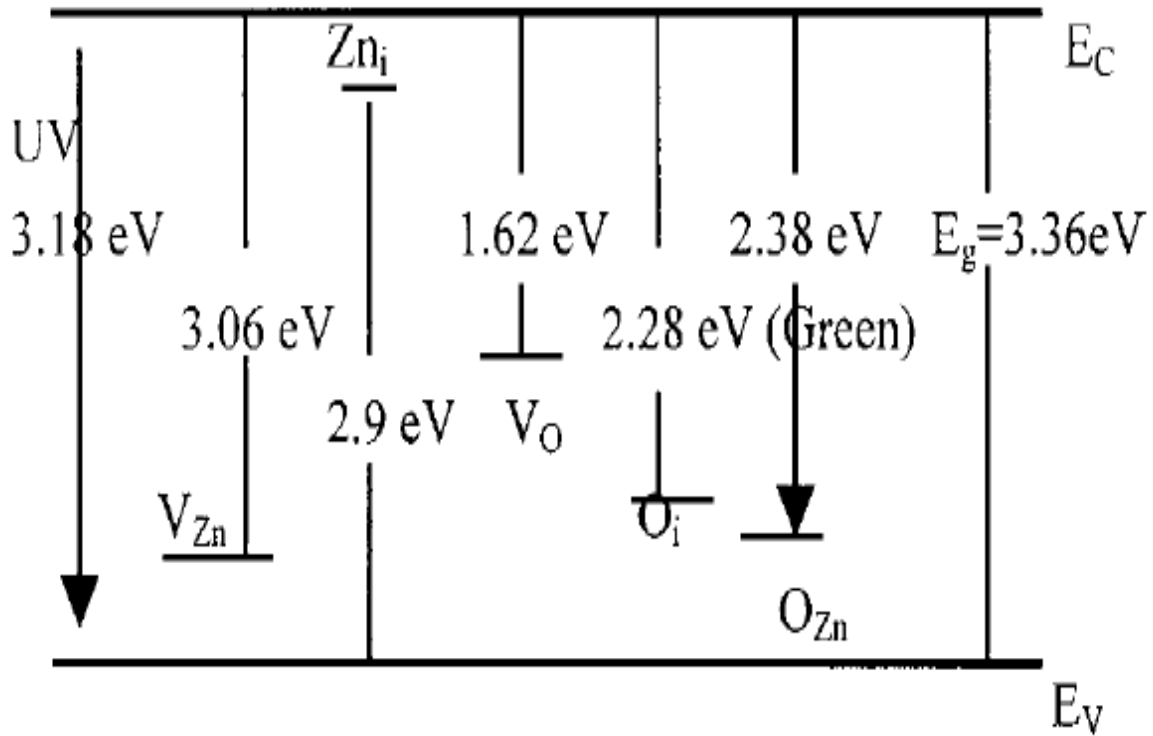 Zn_i
E_C
UV
3.18 eV
1.62 eV
2.38 eV
E_g=3.36eV
3.06 eV
2.28 eV (Green)
2.9 eV
V_O
V_Zn
O_i
O_Zn
E_V